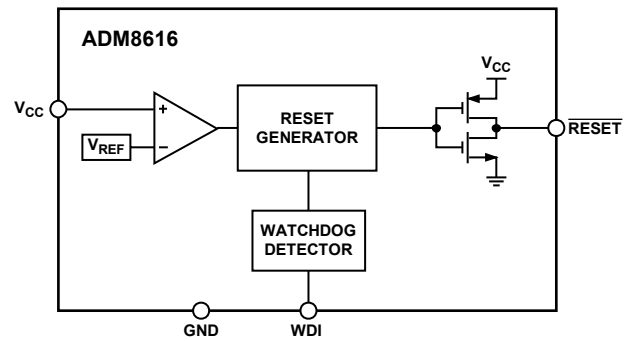 ADM8616
VCC
VCC
+
RESET
GENERATOR
RESET
VREF
−
WATCHDOG
DETECTOR
GND
WDI